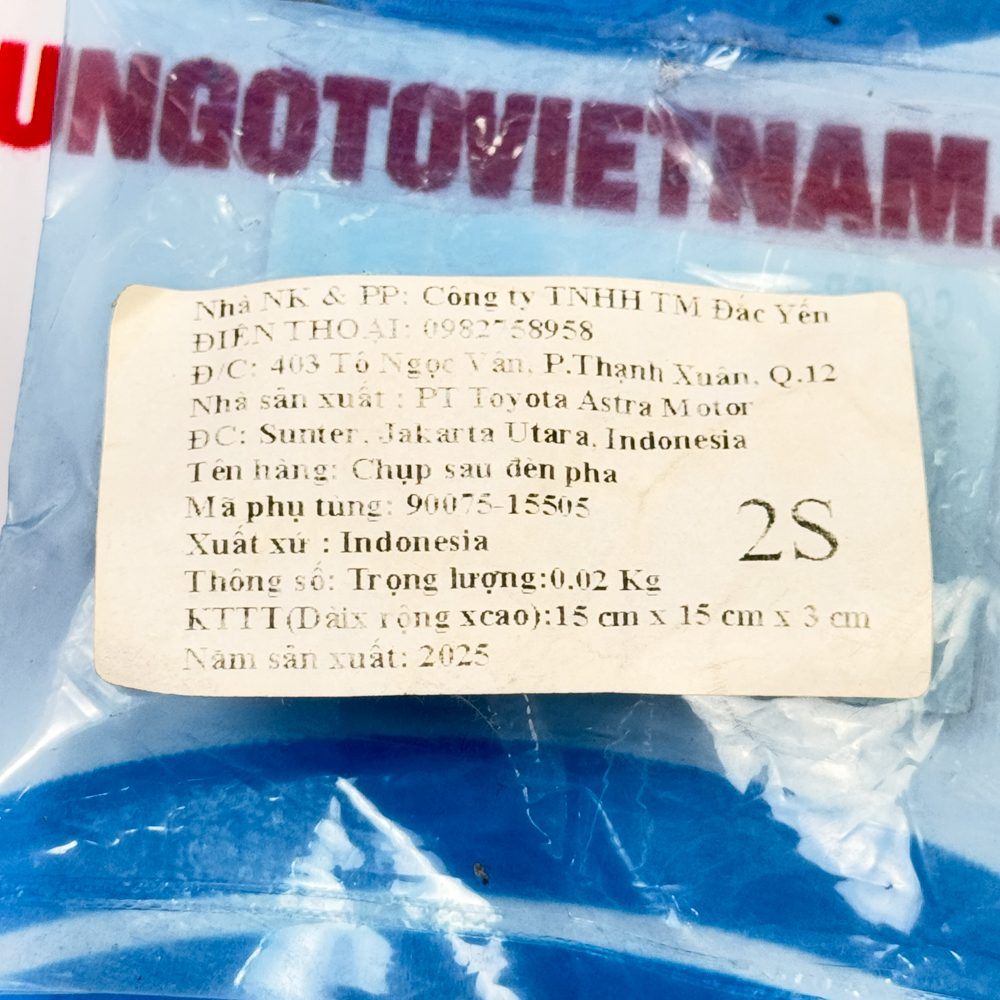 UNGOTOVIETNAM.
Nhà NK & PP: Công ty TNHH TM Đắc Yến
ĐIỆN THOẠI: 0982758958
Đ/C: 403 Tô Ngọc Vân, P.Thạnh Xuân, Q.12
Nhà sản xuất : PT Toyota Astra Motor
ĐC: Sunter, Jakarta Utara, Indonesia
Tên hàng: Chụp sau đèn pha
Mã phụ tùng: 90075-15505
Xuất xứ : Indonesia
2S
Thông số: Trọng lượng:0.02 Kg
KTTT(Dàix rộng xcao):15 cm x 15 cm x 3 cm
Năm sản xuất: 2025